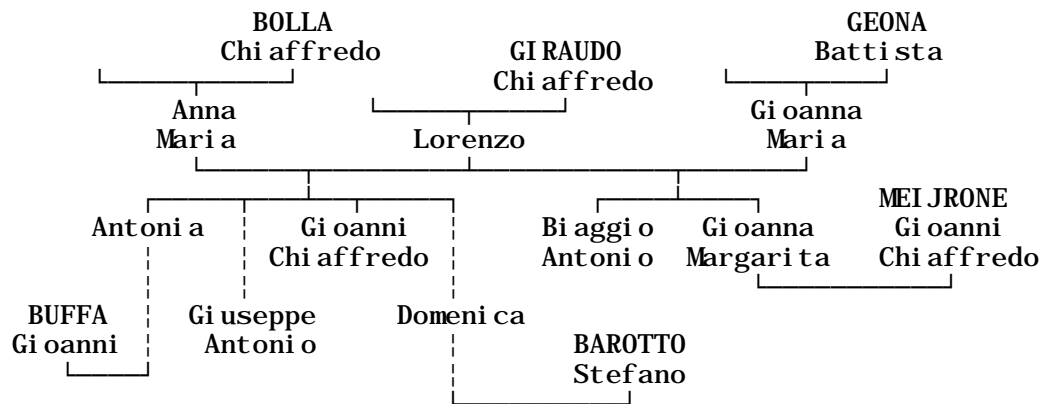 BOLLA
Chiaffredo
GIRAUDO
Chiaffredo
GEONA
Battista
Anna
Maria
Lorenzo
Gioanna
Maria
Antonia
Gioanni
Chiaffredo
Biaggio
Antonio
Gioanna
Margarita
MEIJRONE
Gioanni
Chiaffredo
BUFFA
Gioanni
Giuseppe
Antonio
Domenica
BAROTTO
Stefano